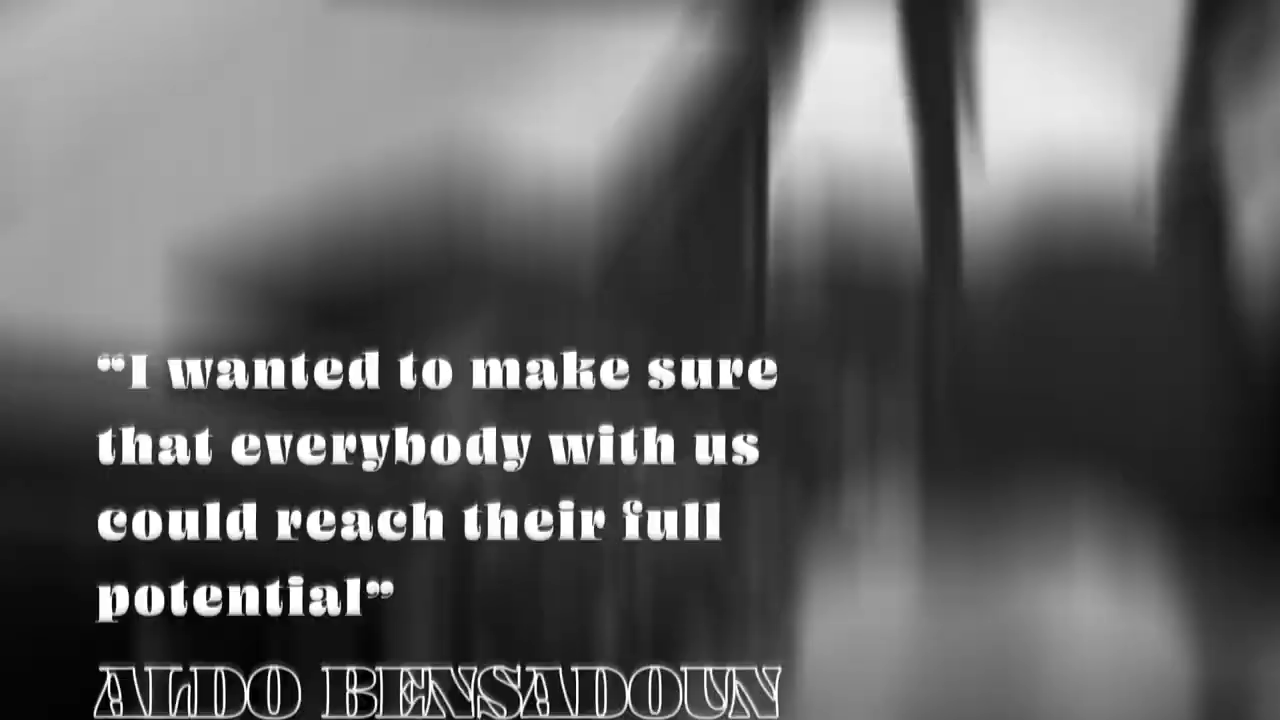 “I wanted to make sure
that everybody with us
could reach their full
potential”
ALDO BENSADOUN